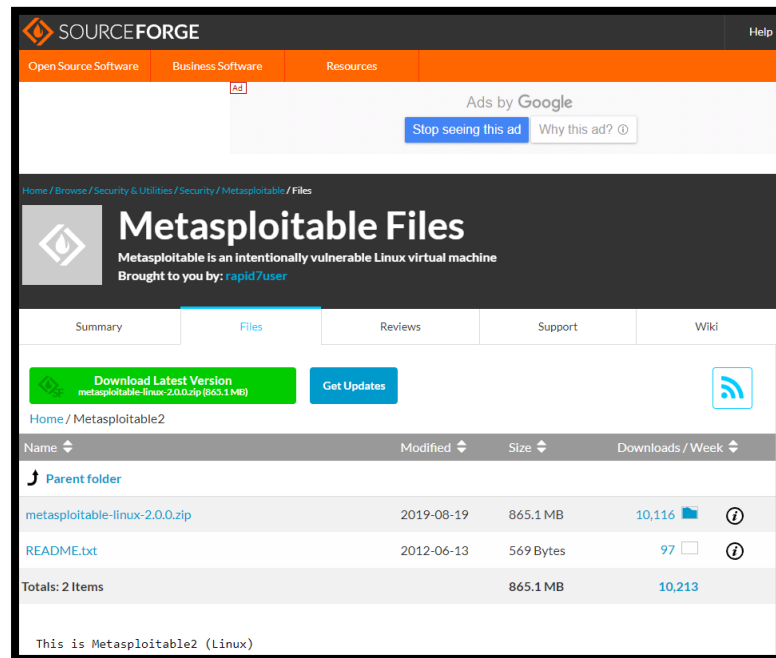 SOURCEFORGE
Help
Open Source Software Business Software Resources
Ad
Ads by Google
Stop seeing this ad Why this ad?
Home / Browse / Security & Utilities / Security / Metasploitable / Files
Metasploitable Files
Metasploitable is an intentionally vulnerable Linux virtual machine
Brought to you by: rapid7user
Summary Files Reviews Support Wiki
Download Latest Version
metasploitable-linux-2.0.0.zip (865.1 MB)
Get Updates
Home / Metasploitable2
Name Modified Size Downloads / Week
Parent folder
metasploitable-linux-2.0.0.zip 2019-08-19 865.1 MB 10,116
README.txt 2012-06-13 569 Bytes 97
Totals: 2 Items 865.1 MB 10,213
This is Metasploitable2 (Linux)